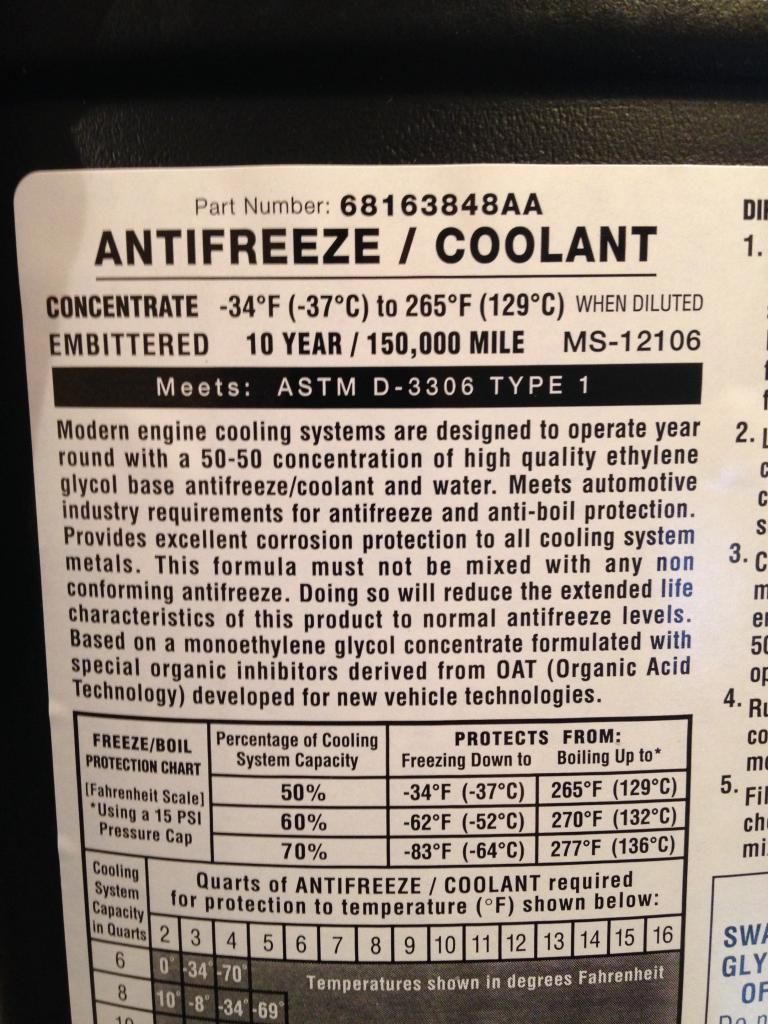 Part Number: 68163848AA
ANTIFREEZE / COOLANT
CONCENTRATE -34°F (-37°C) to 265°F (129°C) WHEN DILUTED
EMBITTERED 10 YEAR / 150,000 MILE MS-12106
Meets: ASTM D-3306 TYPE 1
Modern engine cooling systems are designed to operate year
round with a 50-50 concentration of high quality ethylene
glycol base antifreeze/coolant and water. Meets automotive
industry requirements for antifreeze and anti-boil protection.
Provides excellent corrosion protection to all cooling system
metals. This formula must not be mixed with any non
conforming antifreeze. Doing so will reduce the extended life
characteristics of this product to normal antifreeze levels.
Based on a monoethylene glycol concentrate formulated with
special organic inhibitors derived from OAT (Organic Acid
Technology) developed for new vehicle technologies.
FREEZE/BOIL
PROTECTION CHART
[Fahrenheit Scale]
*Using a 15 PSI
Pressure Cap
Percentage of Cooling
System Capacity
PROTECTS FROM:
Freezing Down to Boiling Up to*
50% -34°F (-37°C) 265°F (129°C)
60% -62°F (-52°C) 270°F (132°C)
70% -83°F (-64°C) 277°F (136°C)
Cooling
System
Capacity
in Quarts
Quarts of ANTIFREEZE / COOLANT required
for protection to temperature (°F) shown below:
2 3 4 5 6 7 8 9 10 11 12 13 14 15 16
6 0° -34° -70°
Temperatures shown in degrees Fahrenheit
8 10° -8° -34° -69°
10
1.
2.
3.
4.
5.
SWA
GLY
OF